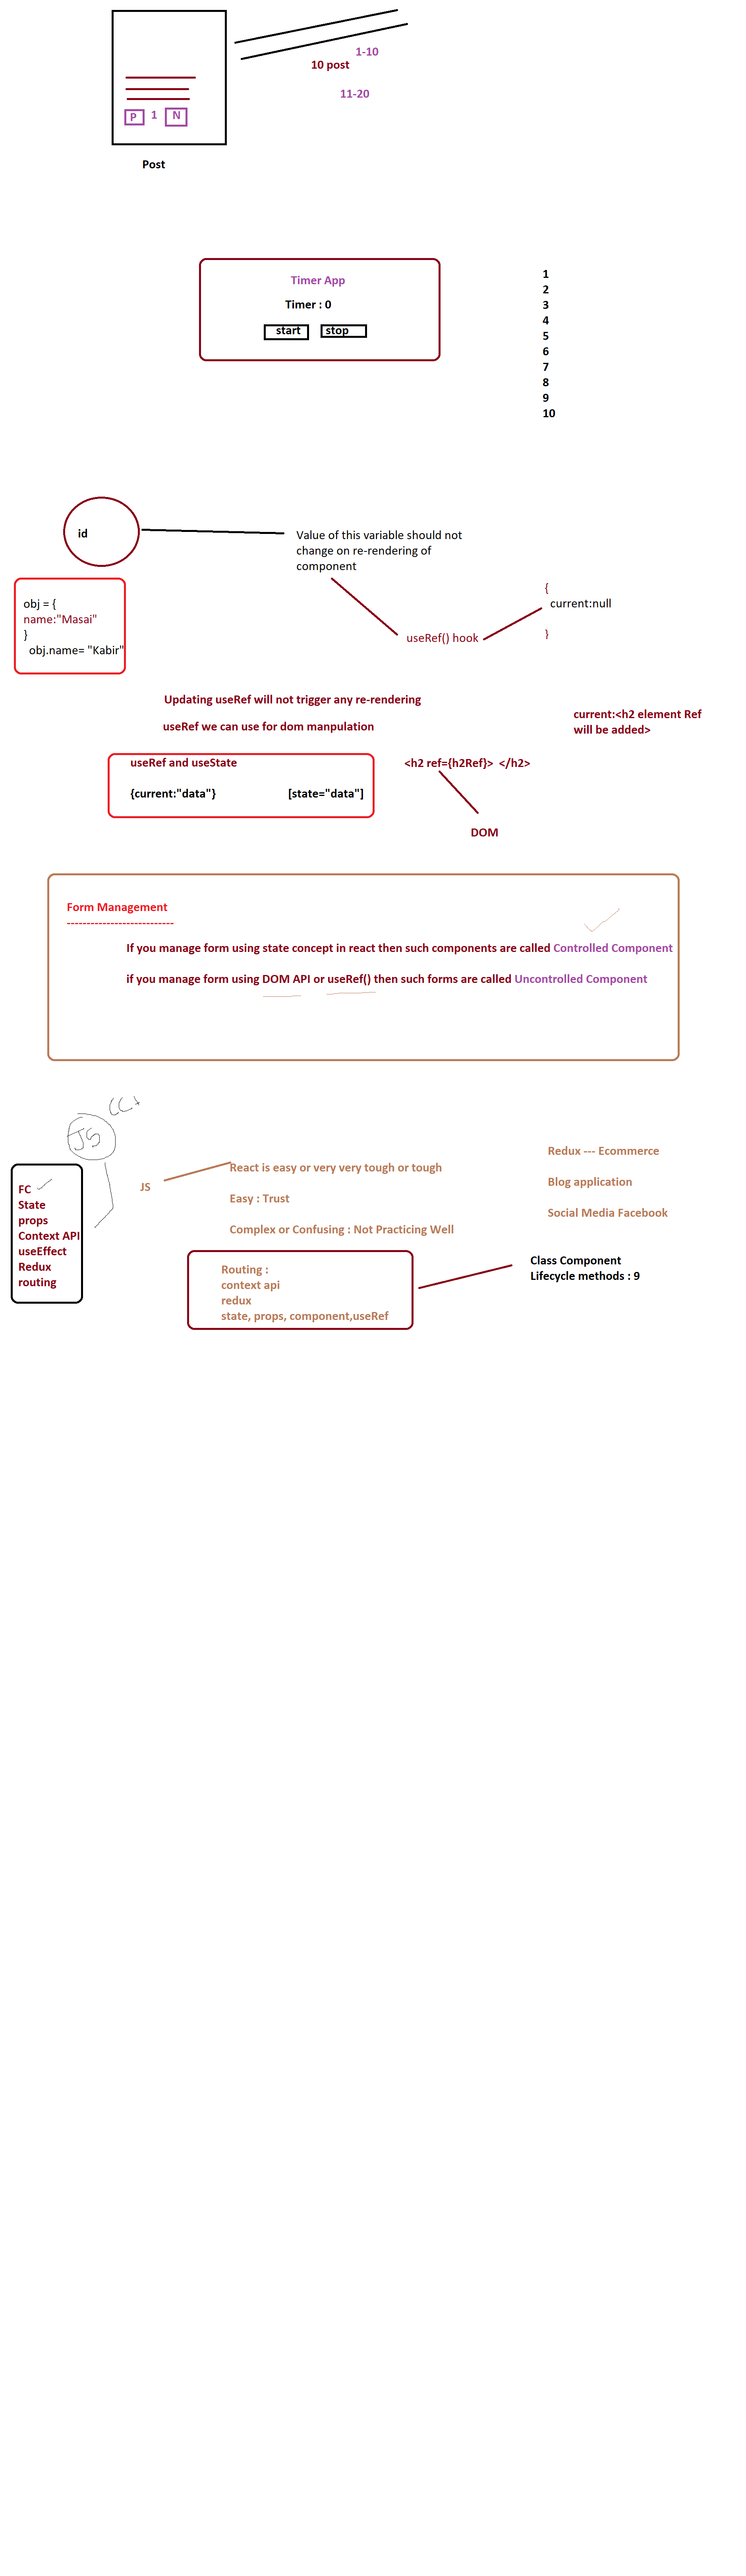 1-10
10 post
11-20
P 1 N
Post
Timer App
Timer : 0
start stop
1
2
3
4
5
6
7
8
9
10
id
Value of this variable should not
change on re-rendering of
component
obj = {
name:"Masai"
}
obj.name= "Kabir"
useRef() hook
{
current:null
}
Updating useRef will not trigger any re-rendering
useRef we can use for dom manpulation
current:<h2 element Ref
will be added>
useRef and useState
{current:"data"} [state="data"]
<h2 ref={h2Ref}> </h2>
DOM
Form Management
---------------------------
If you manage form using state concept in react then such components are called Controlled Component
if you manage form using DOM API or useRef() then such forms are called Uncontrolled Component
JS
FC
State
props
Context API
useEffect
Redux
routing
JS
React is easy or very very tough or tough
Easy : Trust
Complex or Confusing : Not Practicing Well
Redux --- Ecommerce
Blog application
Social Media Facebook
Routing :
context api
redux
state, props, component,useRef
Class Component
Lifecycle methods : 9